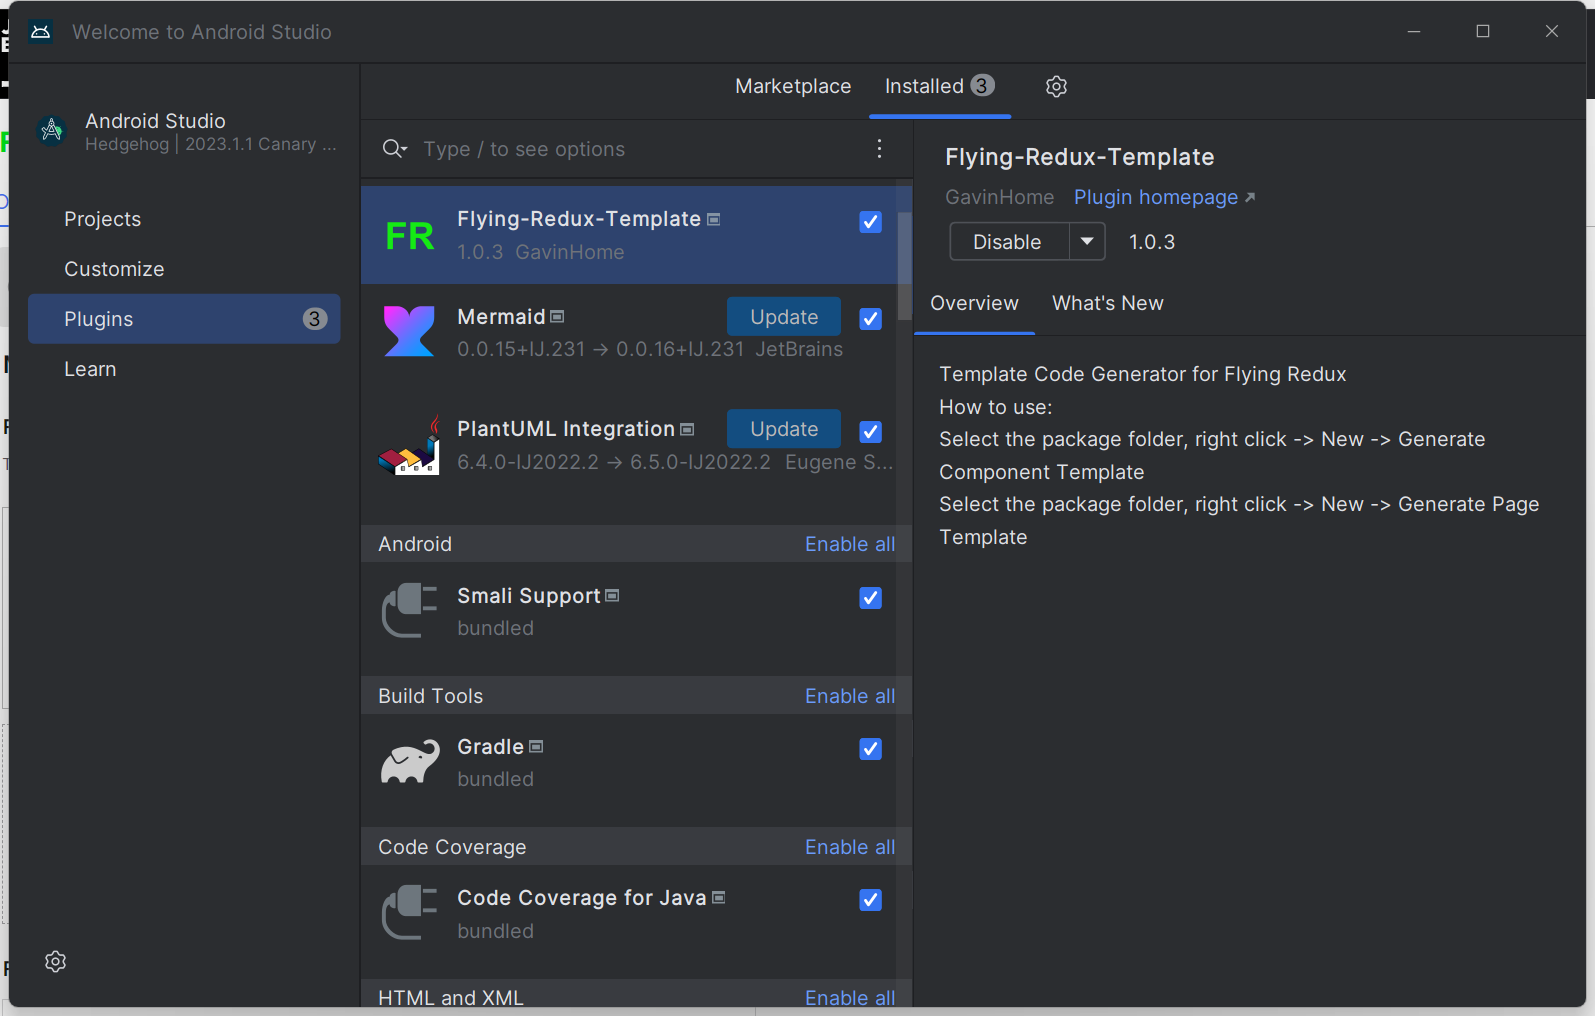 Welcome to Android Studio
Android Studio
Hedgehog | 2023.1.1 Canary ...
Projects
Customize
Plugins 3
Learn
Marketplace Installed 3
Type / to see options
FR
Flying-Redux-Template
1.0.3 GavinHome
Mermaid Update
0.0.15+IJ.231 → 0.0.16+IJ.231 JetBrains
PlantUML Integration Update
6.4.0-IJ2022.2 → 6.5.0-IJ2022.2 Eugene S...
Android Enable all
Smali Support
bundled
Build Tools Enable all
Gradle
bundled
Code Coverage Enable all
Code Coverage for Java
bundled
HTML and XML Enable all
Flying-Redux-Template
GavinHome Plugin homepage ↗
Disable 1.0.3
Overview What's New
Template Code Generator for Flying Redux
How to use:
Select the package folder, right click -> New -> Generate
Component Template
Select the package folder, right click -> New -> Generate Page
Template